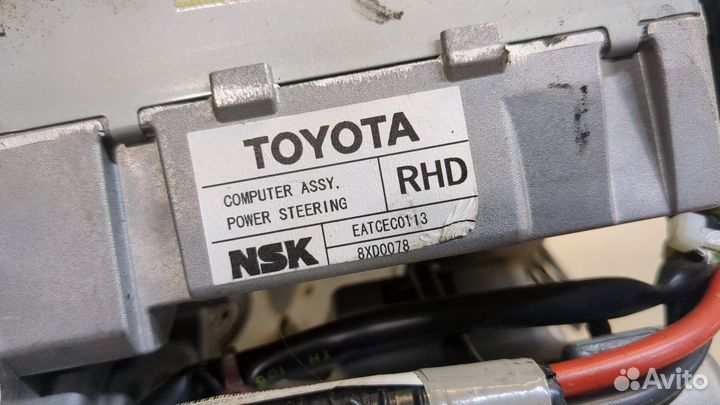 TOYOTA
COMPUTER ASSY,
POWER STEERING
RHD
NSK
EATCEC0113
8XD0078
Avito